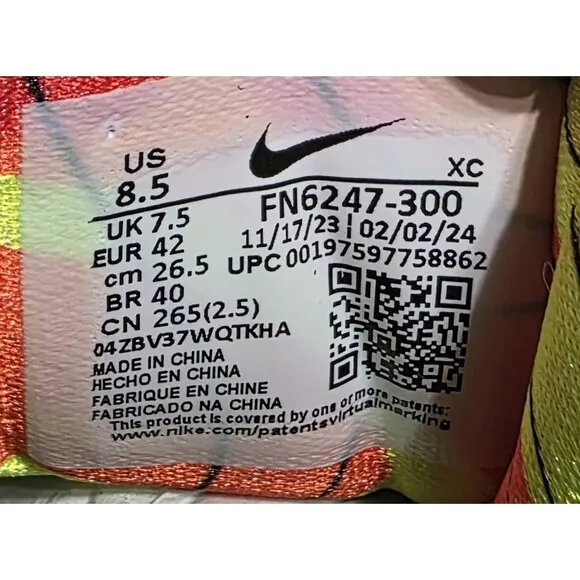 US
8.5
XC
UK 7.5
EUR 42
cm 26.5
BR 40
CN 265(2.5)
FN6247-300
11/17/23 | 02/02/24
UPC 00197597758862
04ZBV37WQTKHA
MADE IN CHINA
HECHO EN CHINA
FABRIQUE EN CHINE
FABRICADO NA CHINA
This product is covered by one or more patents:
www.nike.com/patentsvirtualmarking